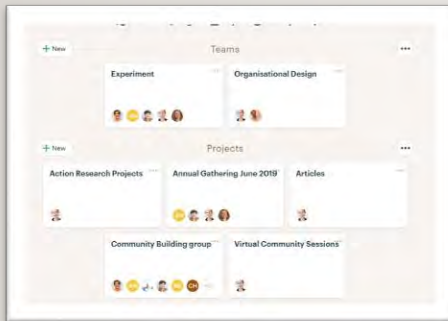 + New Teams •••
Experiment ••• Organisational Design •••
+ New Projects •••
Action Research Projects ••• Annual Gathering June 2019 Articles •••
Community Building group ••• Virtual Community Sessions •••
CH